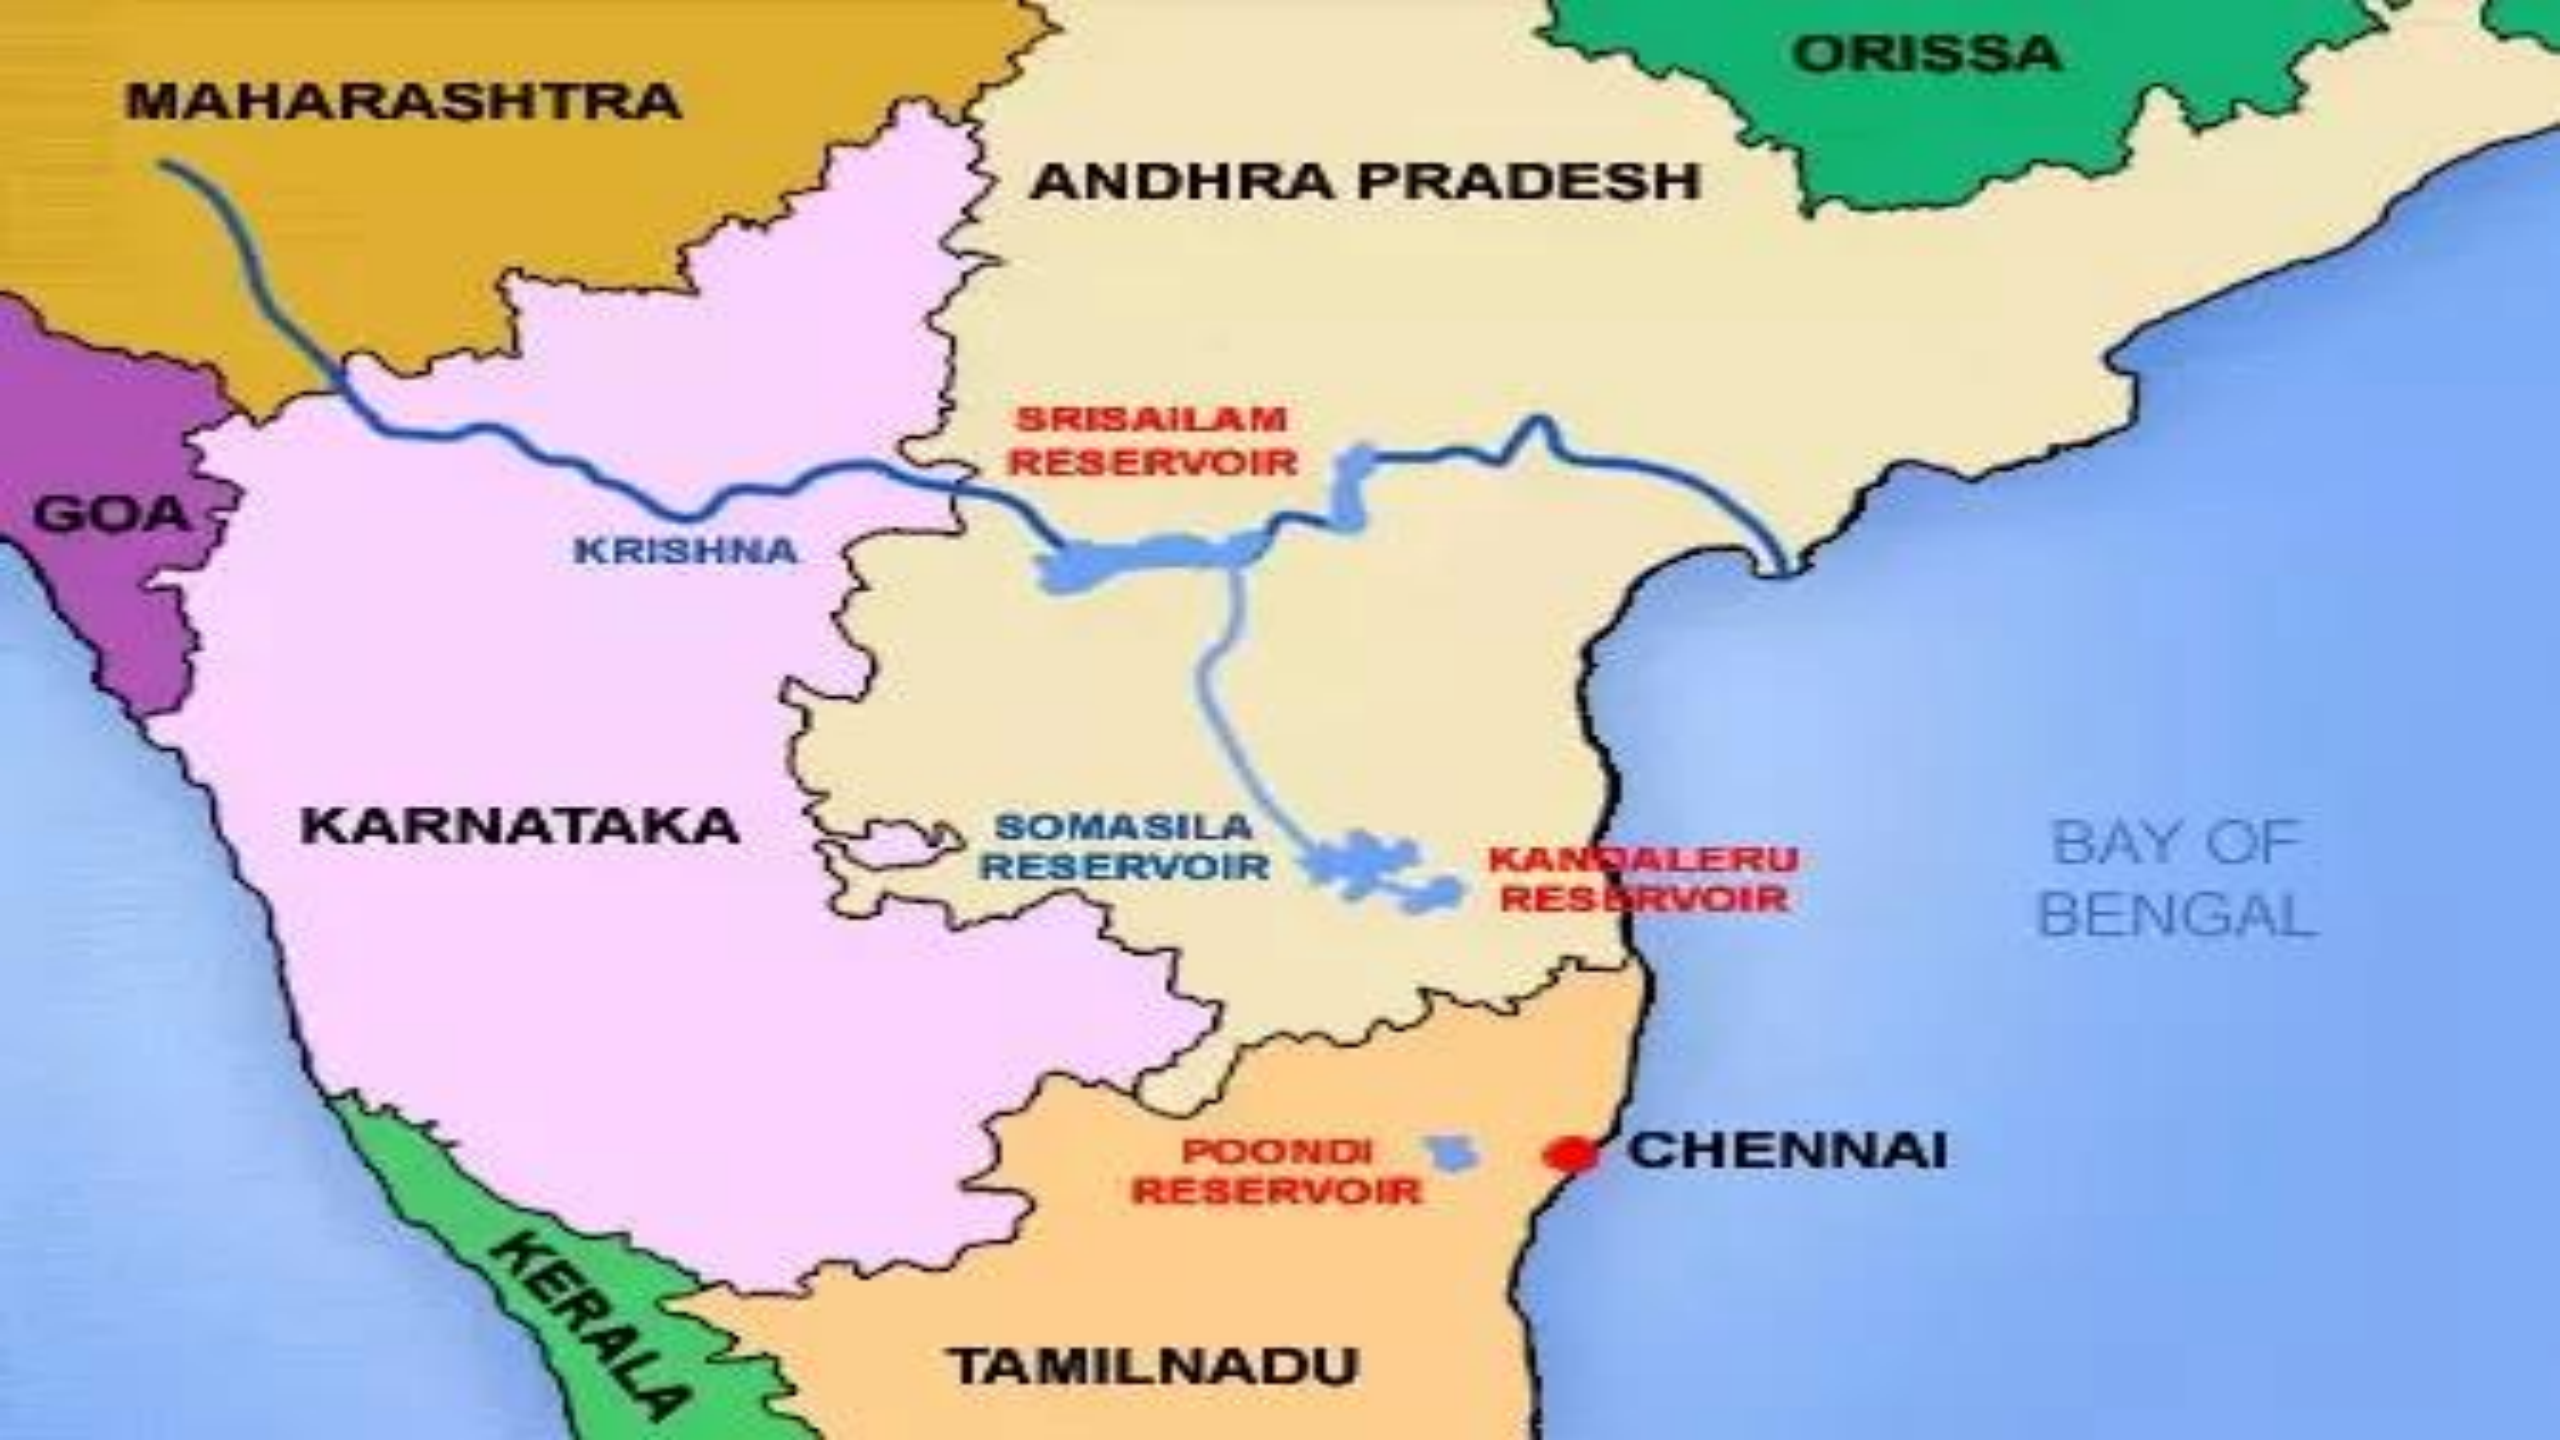 ORISSA
MAHARASHTRA
ANDHRA PRADESH
SRISAILAM
RESERVOIR
GOA
KRISHNA
KARNATAKA
SOMASILA
RESERVOIR
KANDALERU
RESERVOIR
BAY OF
BENGAL
POONDI
RESERVOIR
CHENNAI
KERALA
TAMILNADU